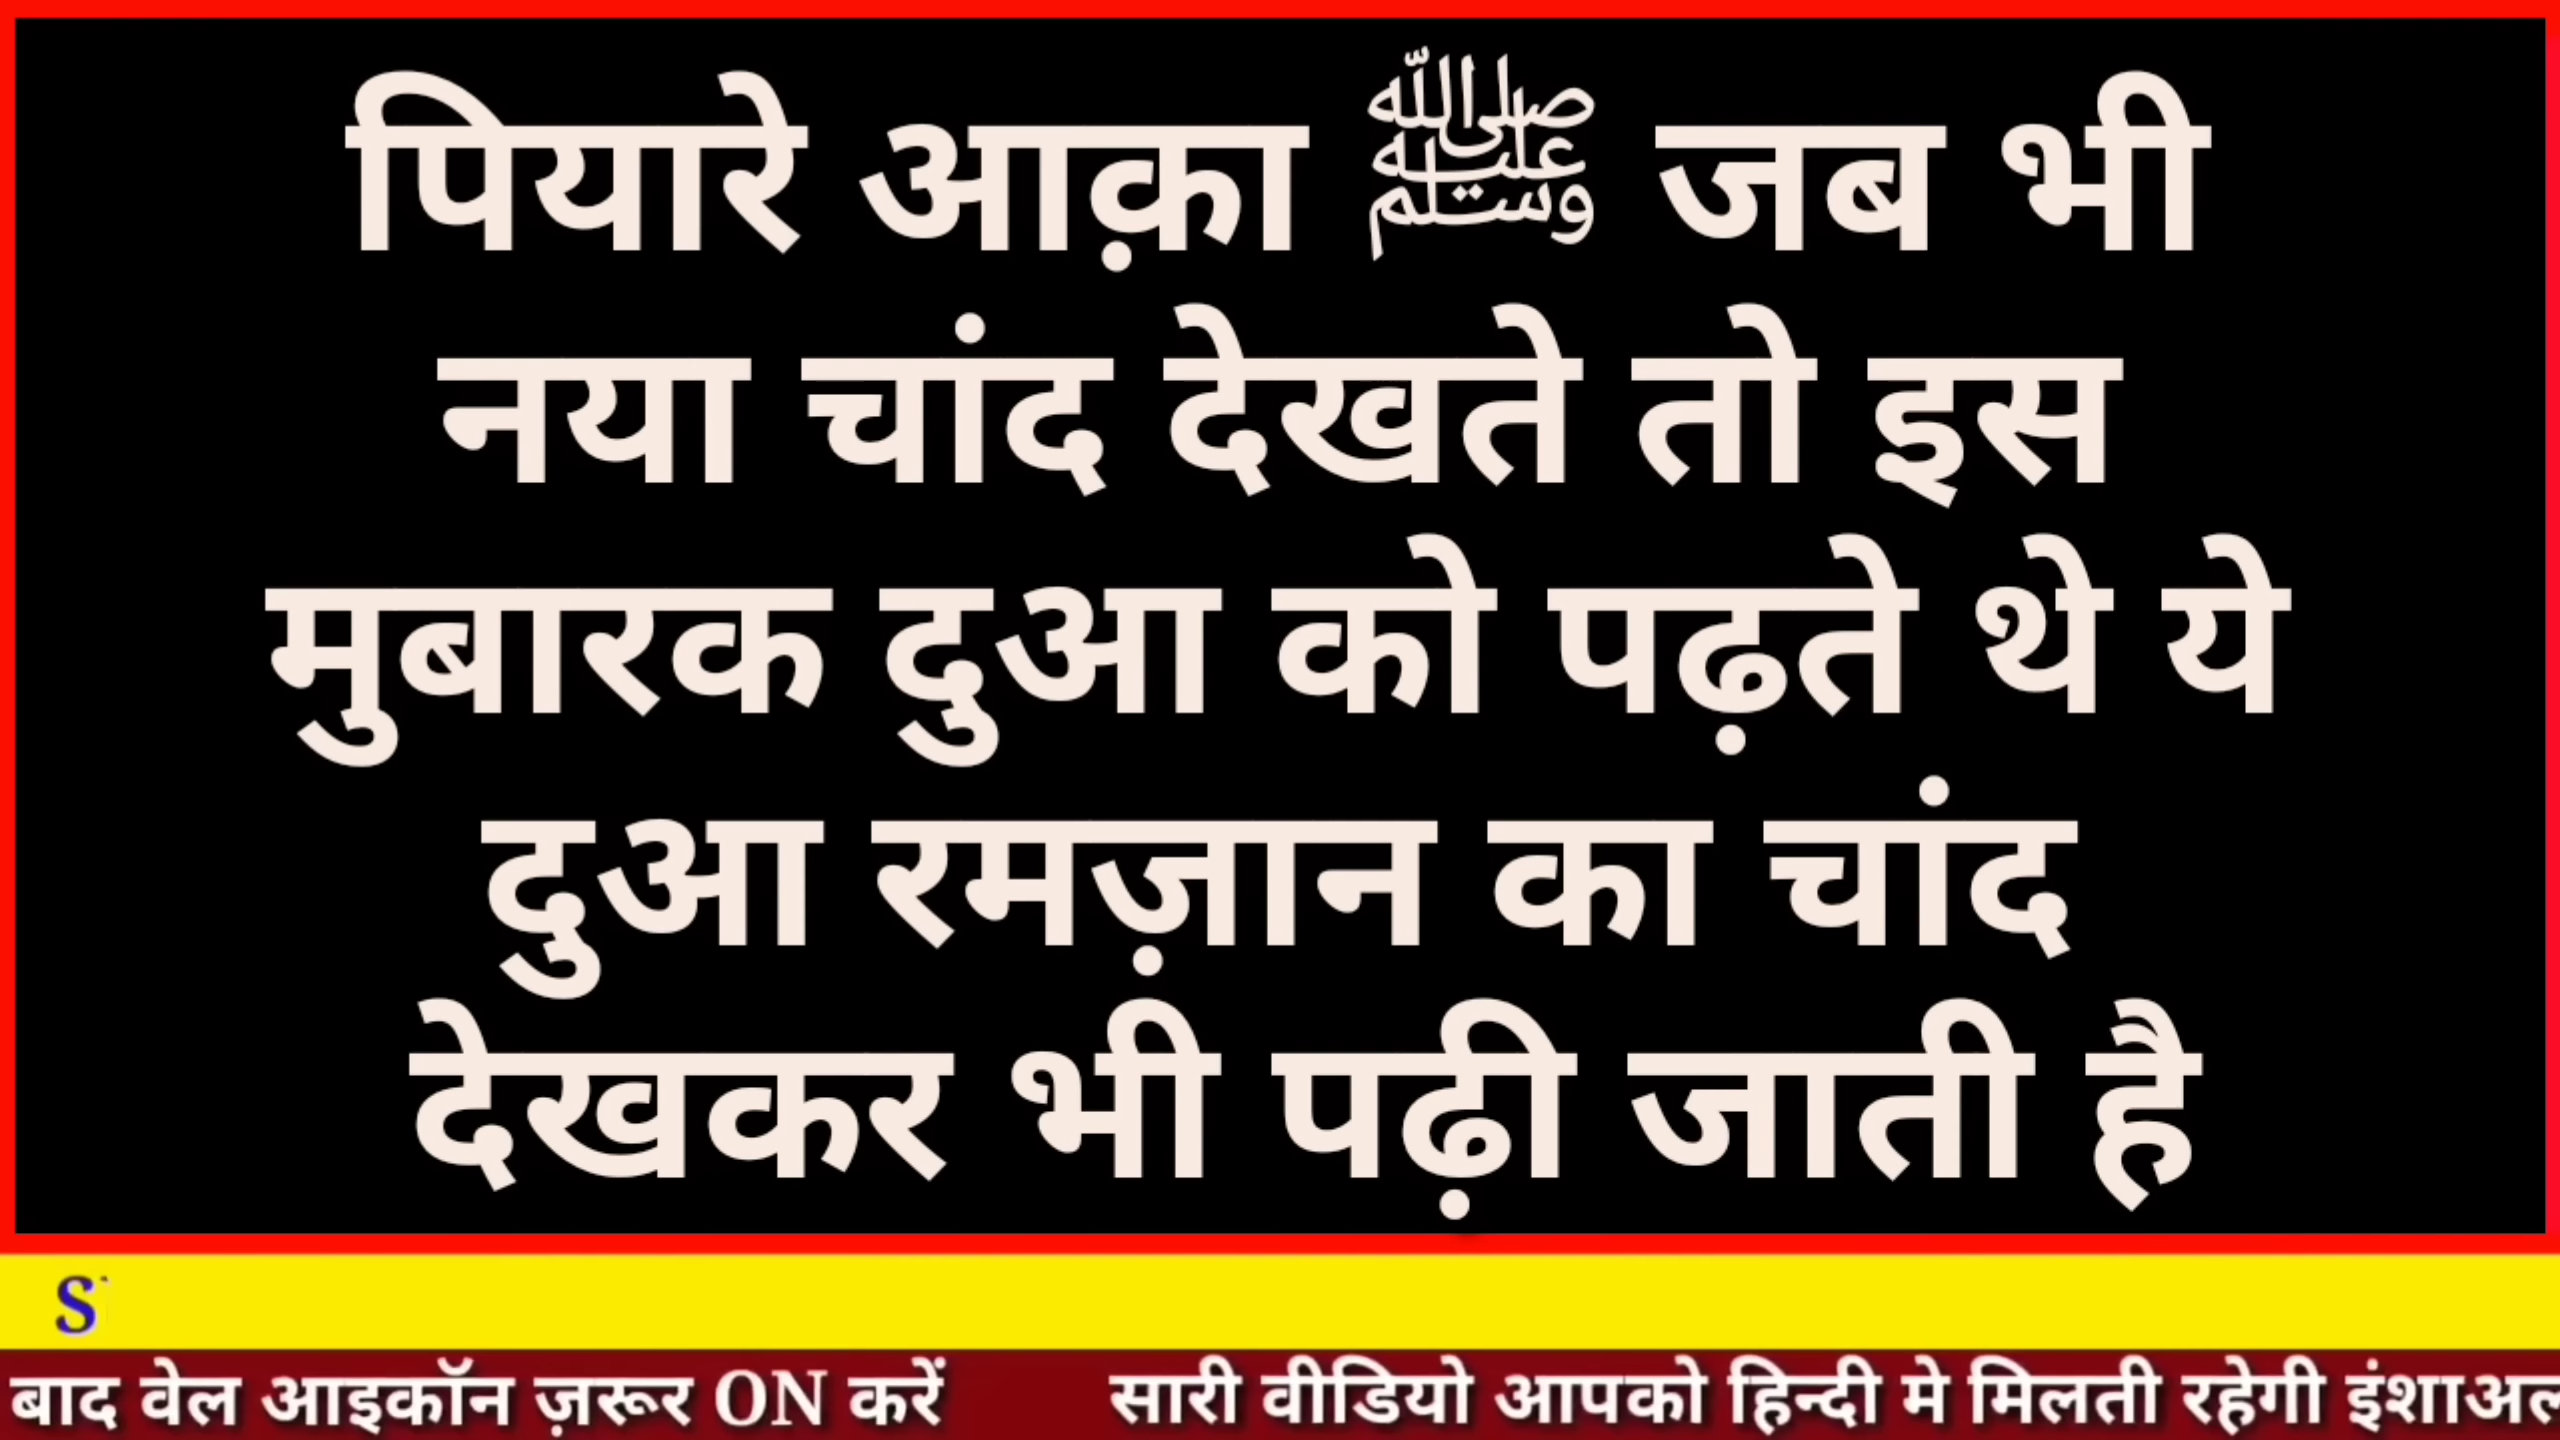 पियारे आक़ा ﷺ जब भी
नया चांद देखते तो इस
मुबारक दुआ को पढ़ते थे ये
दुआ रमज़ान का चांद
देखकर भी पढ़ी जाती है
S
बाद वेल आइकॉन ज़रूर ON करें सारी वीडियो आपको हिन्दी मे मिलती रहेगी